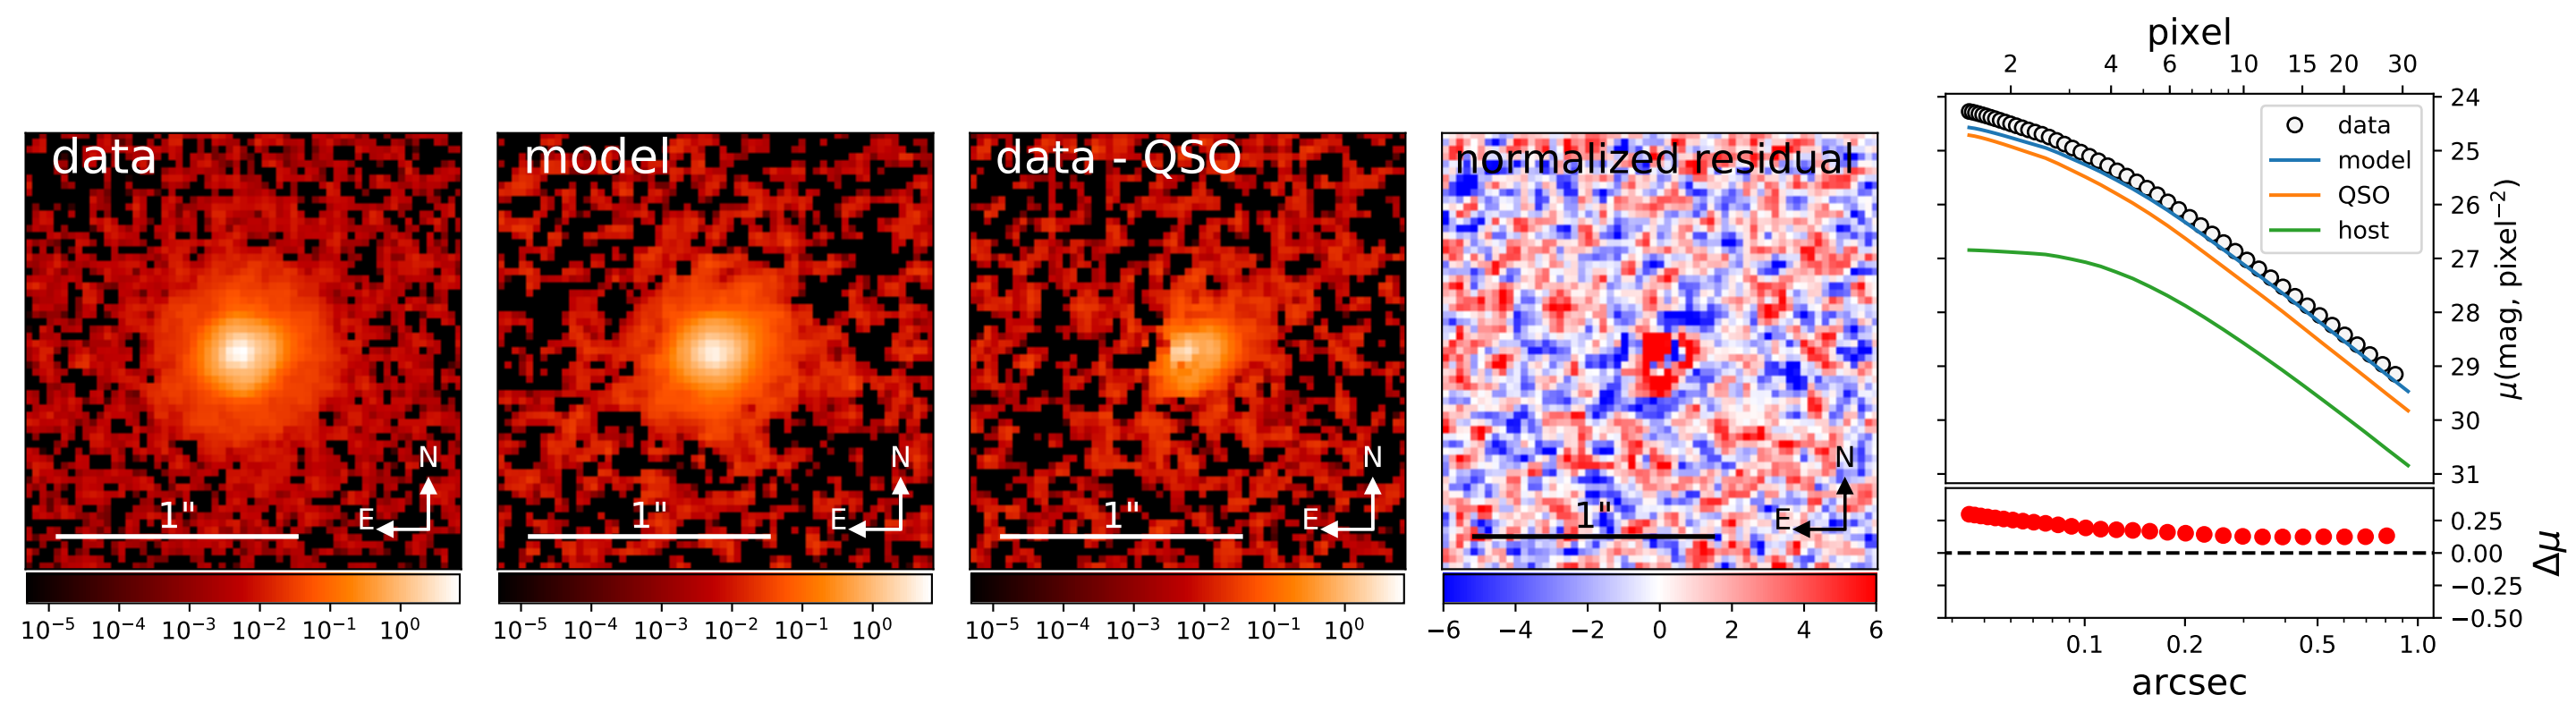 data
N
E
1"
10⁻⁵ 10⁻⁴ 10⁻³ 10⁻² 10⁻¹ 10⁰
model
N
E
1"
10⁻⁵ 10⁻⁴ 10⁻³ 10⁻² 10⁻¹ 10⁰
data - QSO
N
E
1"
10⁻⁵ 10⁻⁴ 10⁻³ 10⁻² 10⁻¹ 10⁰
normalized residual
N
E
1"
−6 −4 −2 0 2 4 6
pixel
2 4 6 10 15 20 30
data
model
QSO
host
24
25
26
27
28
29
30
31
μ(mag, pixel⁻²)
0.25
0.00
−0.25
−0.50
Δμ
0.1 0.2 0.5 1.0
arcsec